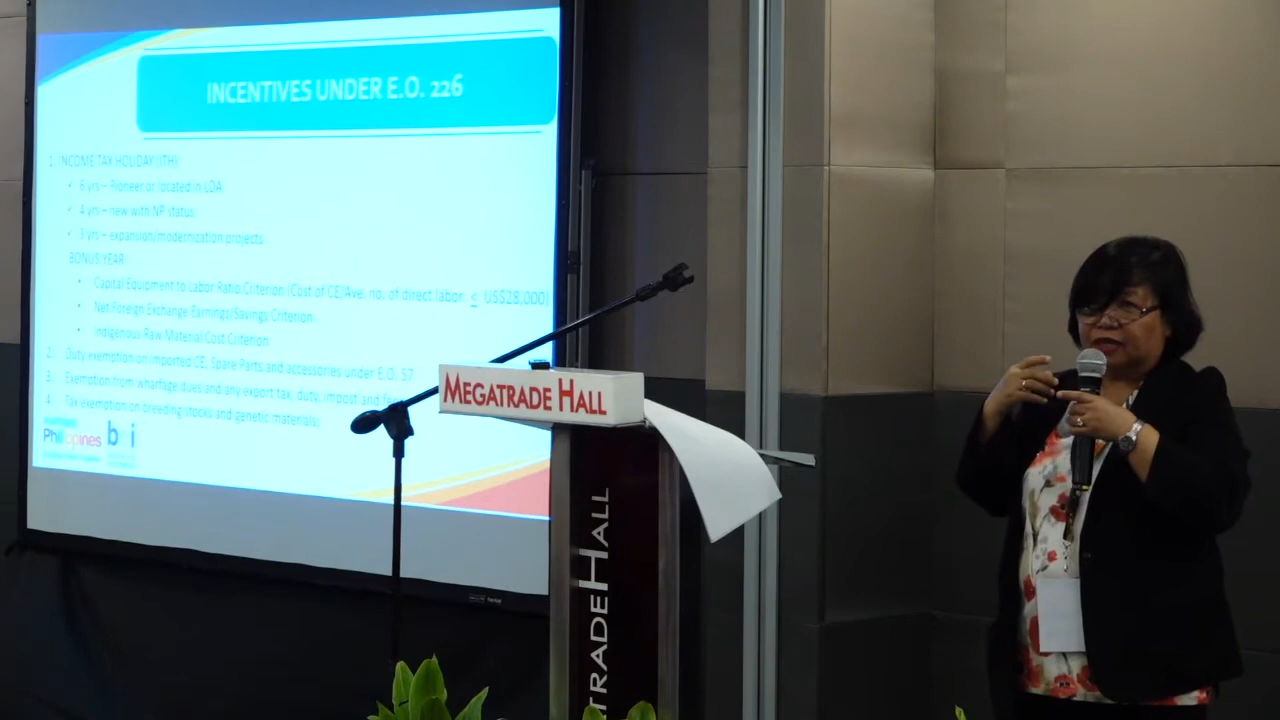 INCENTIVES UNDER E.O. 226
1. INCOME TAX HOLIDAY (ITH)
✓ 6 yrs – Pioneer or located in LDA
✓ 4 yrs – new with NP status
✓ 3 yrs – expansion/modernization projects
BONUS YEAR
• Capital Equipment to Labor Ratio Criterion (Cost of CE/Ave. no. of direct labor ≤ US$28,000)
• Net Foreign Exchange Earnings/Savings Criterion
• Indigenous Raw Material Cost Criterion
2. Duty exemption on imported CE, Spare Parts and accessories under E.O. 57
3. Exemption from wharfage dues and any export tax, duty, impost and
4. Tax exemption on breeding stocks and genetic materials
Philippines
MEGATRADE HALL
TRADEHALL